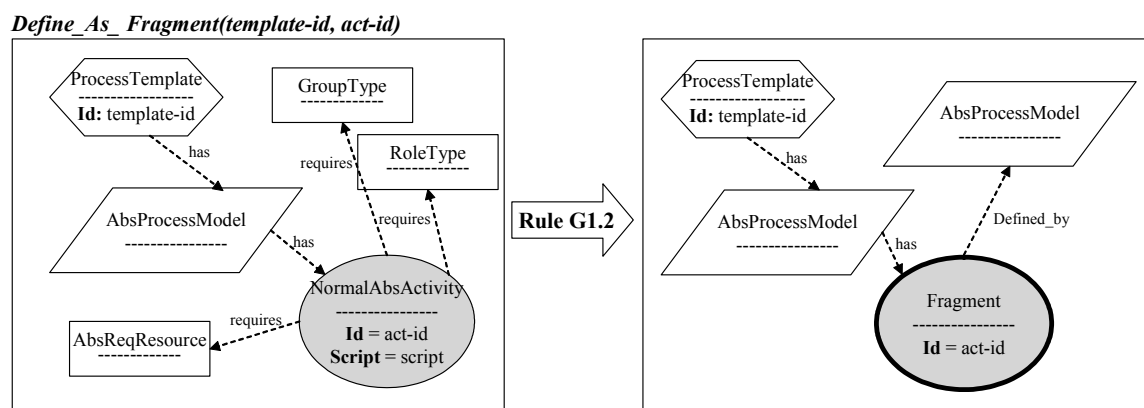 Define_As_ Fragment(template-id, act-id)
ProcessTemplate
Id: template-id
has
AbsProcessModel
has
GroupType
requires
RoleType
requires
NormalAbsActivity
Id = act-id
Script = script
requires
AbsReqResource
Rule G1.2
ProcessTemplate
Id: template-id
has
AbsProcessModel
has
AbsProcessModel
Defined_by
Fragment
Id = act-id